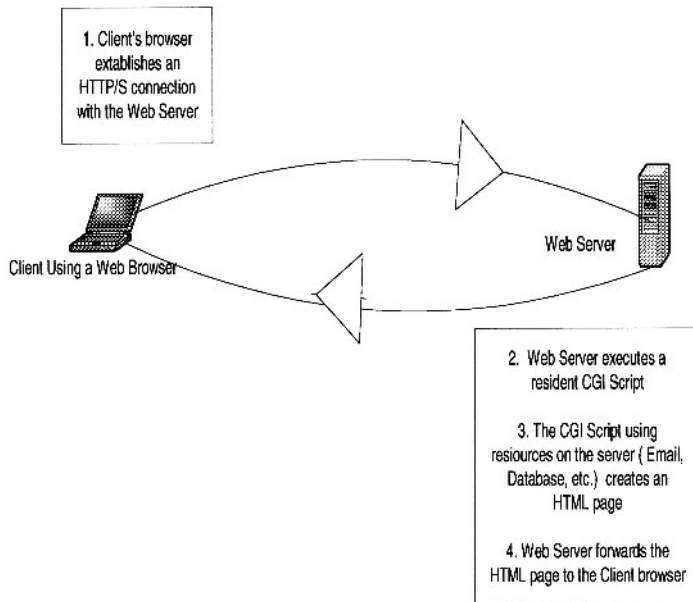 1. Client's browser
extablishes an
HTTP/S connection
with the Web Server
Web Server
Client Using a Web Browser
2. Web Server executes a
resident CGI Script
3. The CGI Script using
resiources on the server ( Email,
Database, etc.) creates an
HTML page
4. Web Server forwards the
HTML page to the Client browser